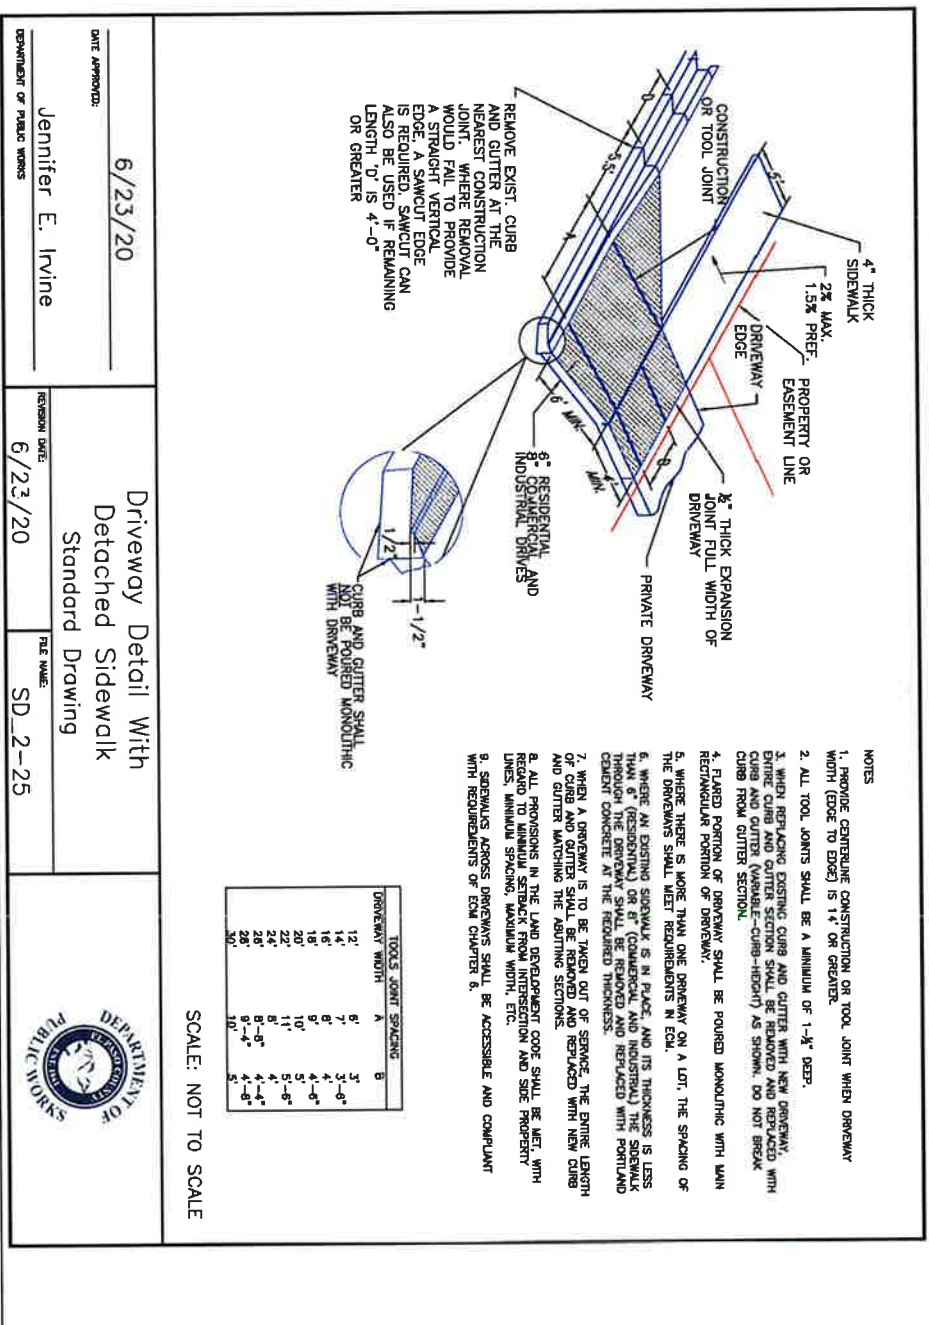 CONSTRUCTION
OR TOOL JOINT
5'
4" THICK
SIDEWALK
2% MAX.
1.5% PREF.
PROPERTY OR
EASEMENT LINE
DRIVEWAY
EDGE
½" THICK EXPANSION
JOINT FULL WIDTH OF
DRIVEWAY
PRIVATE DRIVEWAY
D
5.5'
A
B
6' MIN.
4'
MIN.
6" RESIDENTIAL
8" COMMERCIAL AND
INDUSTRIAL DRIVES
REMOVE EXIST. CURB
AND GUTTER AT THE
NEAREST CONSTRUCTION
JOINT. WHERE REMOVAL
WOULD FAIL TO PROVIDE
A STRAIGHT VERTICAL
EDGE, A SAWCUT EDGE
IS REQUIRED. SAWCUT CAN
ALSO BE USED IF REMAINING
LENGTH 'D' IS 4'-0"
OR GREATER
1/2"
1-1/2"
CURB AND GUTTER SHALL
NOT BE POURED MONOLITHIC
WITH DRIVEWAY
NOTES
1. PROVIDE CENTERLINE CONSTRUCTION OR TOOL JOINT WHEN DRIVEWAY
WIDTH (EDGE TO EDGE) IS 14' OR GREATER.
2. ALL TOOL JOINTS SHALL BE A MINIMUM OF 1-¼" DEEP.
3. WHEN REPLACING EXISTING CURB AND GUTTER WITH NEW DRIVEWAY,
ENTIRE CURB AND GUTTER SECTION SHALL BE REMOVED AND REPLACED WITH
CURB AND GUTTER (VARIABLE-CURB-HEIGHT) AS SHOWN. DO NOT BREAK
CURB FROM GUTTER SECTION.
4. FLARED PORTION OF DRIVEWAY SHALL BE POURED MONOLITHIC WITH MAIN
RECTANGULAR PORTION OF DRIVEWAY.
5. WHERE THERE IS MORE THAN ONE DRIVEWAY ON A LOT, THE SPACING OF
THE DRIVEWAYS SHALL MEET REQUIREMENTS IN ECM.
6. WHERE AN EXISTING SIDEWALK IS IN PLACE, AND ITS THICKNESS IS LESS
THAN 6" (RESIDENTIAL) OR 8" (COMMERCIAL AND INDUSTRIAL) THE SIDEWALK
THROUGH THE DRIVEWAY SHALL BE REMOVED AND REPLACED WITH PORTLAND
CEMENT CONCRETE AT THE REQUIRED THICKNESS.
7. WHEN A DRIVEWAY IS TO BE TAKEN OUT OF SERVICE, THE ENTIRE LENGTH
OF CURB AND GUTTER SHALL BE REMOVED AND REPLACED WITH NEW CURB
AND GUTTER MATCHING THE ABUTTING SECTIONS.
8. ALL PROVISIONS IN THE LAND DEVELOPMENT CODE SHALL BE MET, WITH
REGARD TO MINIMUM SETBACK FROM INTERSECTION AND SIDE PROPERTY
LINES, MINIMUM SPACING, MAXIMUM WIDTH, ETC.
9. SIDEWALKS ACROSS DRIVEWAYS SHALL BE ACCESSIBLE AND COMPLIANT
WITH REQUIREMENTS OF ECM CHAPTER 6.
TOOLS JOINT SPACING
DRIVEWAY WIDTH A B
12' 6' 3'
14' 7' 3'-6"
16' 8' 4'
18' 9' 4'-6"
20' 10' 5'
22' 11' 5'-6"
24' 8' 4'
26' 8'-8" 4'-4"
28' 9'-4" 4'-8"
30' 10' 5'
SCALE: NOT TO SCALE
6/23/20
DATE APPROVED:
Jennifer E. Irvine
DEPARTMENT OF PUBLIC WORKS
Driveway Detail With
Detached Sidewalk
Standard Drawing
REVISION DATE:
6/23/20
FILE NAME:
SD_2-25
DEPARTMENT OF
PUBLIC WORKS
EL PASO COUNTY